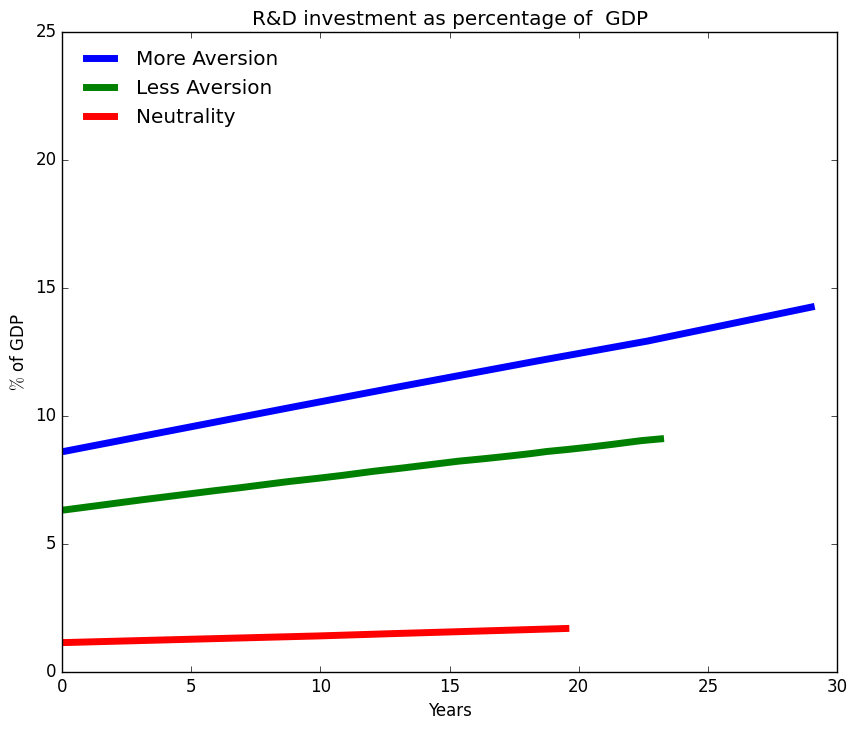 R&D investment as percentage of  GDP
25
More Aversion
Less Aversion
Neutrality
20
15
% of GDP
10
5
0
0 5 10 15 20 25 30
Years